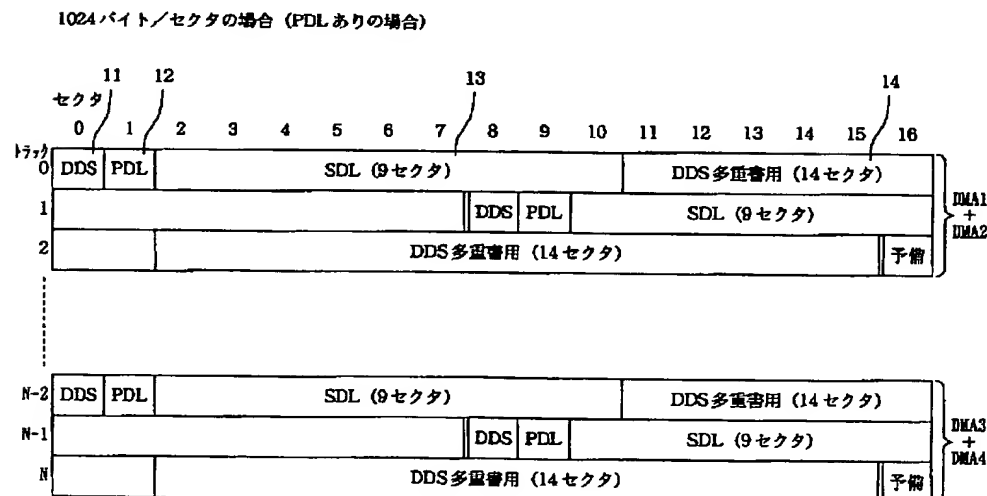 1024バイト/セクタの場合 (PDLありの場合)
11 12 13 14
セクタ
0 1 2 3 4 5 6 7 8 9 10 11 12 13 14 15 16
トラック
0 DDS PDL SDL (9セクタ) DDS多重書用 (14セクタ)
1 DDS PDL SDL (9セクタ)
2 DDS多重書用 (14セクタ) 予備
DMA1
+
DMA2
N-2 DDS PDL SDL (9セクタ) DDS多重書用 (14セクタ)
N-1 DDS PDL SDL (9セクタ)
N DDS多重書用 (14セクタ) 予備
DMA3
+
DMA4